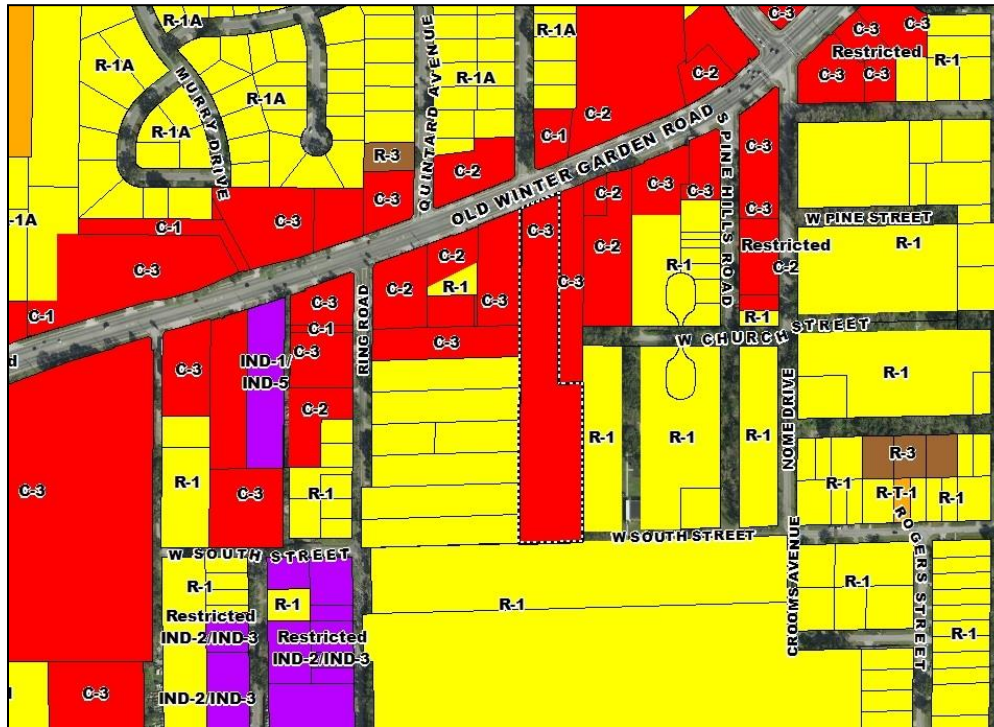 R-1A
C-3
C-3
R-1A
Restricted
R-1
C-3
C-3
C-2
R-1A
R-1A
MURRY DRIVE
R-1A
R-1A
QUINTARD AVENUE
C-2
C-1
OLD WINTER GARDEN ROAD
S PINE HILLS ROAD
C-3
R-3
C-2
C-2
C-3
C-3
C-3
C-3
C-3
C-3
-1A
C-1
C-3
W PINE STREET
C-3
C-2
C-2
Restricted
R-1
C-3
C-2
R-1
R-1
C-3
C-3
C-1
C-2
C-3
R-1
W CHURCH STREET
C-1
C-3
C-3
RING ROAD
d
C-3
IND-1/
IND-5
R-1
C-2
NOME DRIVE
R-1
R-1
R-1
R-3
R-1
C-3
R-1
R-1
R-T-1
R-1
C-3
ROGERS STREET
W SOUTH STREET
W SOUTH STREET
CROOMS AVENUE
R-1
R-1
R-1
R-1
Restricted
IND-2/IND-3
Restricted
IND-2/IND-3
R-1
C-3
IND-2/IND-3